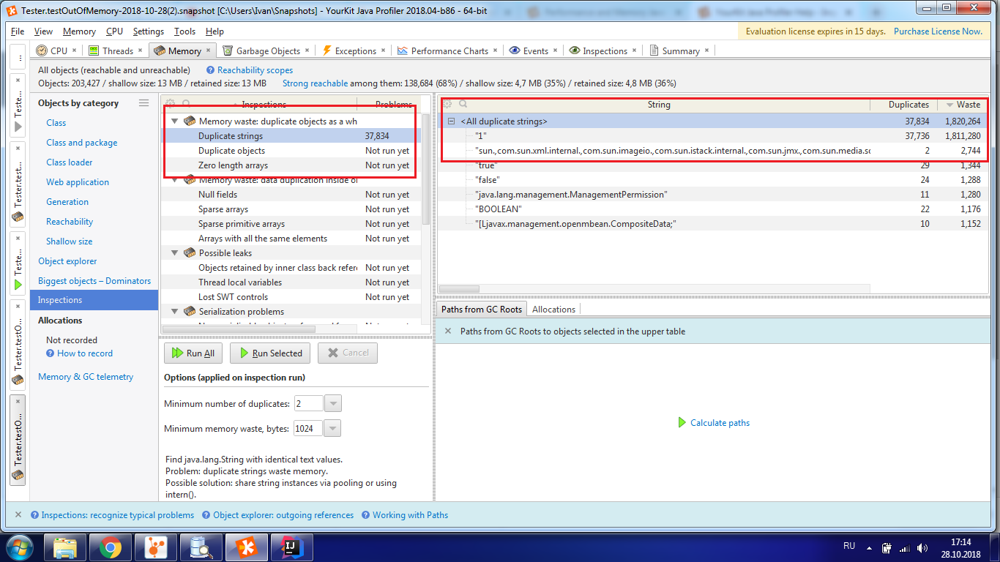 Tester.testOutOfMemory-2018-10-28(2).snapshot [C:\Users\Ivan\Snapshots] - YourKit Java Profiler 2018.04-b86 - 64-bit
File View Memory CPU Settings Tools Help
Evaluation license expires in 15 days. Purchase License Now.
CPU Threads Memory Garbage Objects Exceptions Performance Charts Events Inspections Summary
All objects (reachable and unreachable) Reachability scopes
Objects: 203,427 / shallow size: 13 MB / retained size: 13 MB Strong reachable among them: 138,684 (68%) / shallow size: 4,7 MB (35%) / retained size: 4,8 MB (36%)
Teste...
Tester.t...
Teste...
Tester.testO...
Tester.testO...
Objects by category
Class
Class and package
Class loader
Web application
Generation
Reachability
Shallow size
Object explorer
Biggest objects – Dominators
Inspections
Allocations
Not recorded
How to record
Memory & GC telemetry
Inspections Problems
Memory waste: duplicate objects as a wh
Duplicate strings 37,834
Duplicate objects Not run yet
Zero length arrays Not run yet
Memory waste: data duplication inside ol
Null fields Not run yet
Sparse arrays Not run yet
Sparse primitive arrays Not run yet
Arrays with all the same elements Not run yet
Possible leaks
Objects retained by inner class back refere Not run yet
Thread local variables Not run yet
Lost SWT controls Not run yet
Serialization problems
Run All Run Selected Cancel
Options (applied on inspection run)
Minimum number of duplicates: 2
Minimum memory waste, bytes: 1024
Find java.lang.String with identical text values.
Problem: duplicate strings waste memory.
Possible solution: share string instances via pooling or using
intern().
String Duplicates Waste
<All duplicate strings> 37,834 1,820,264
"1" 37,736 1,811,280
"sun.,com.sun.xml.internal.,com.sun.imageio.,com.sun.istack.internal.,com.sun.jmx.,com.sun.media.so 2 2,744
"true" 29 1,344
"false" 24 1,288
"java.lang.management.ManagementPermission" 11 1,280
"BOOLEAN" 22 1,176
"[Ljavax.management.openmbean.CompositeData;" 10 1,152
Paths from GC Roots Allocations
Paths from GC Roots to objects selected in the upper table
Calculate paths
Inspections: recognize typical problems Object explorer: outgoing references Working with Paths
RU
17:14
28.10.2018